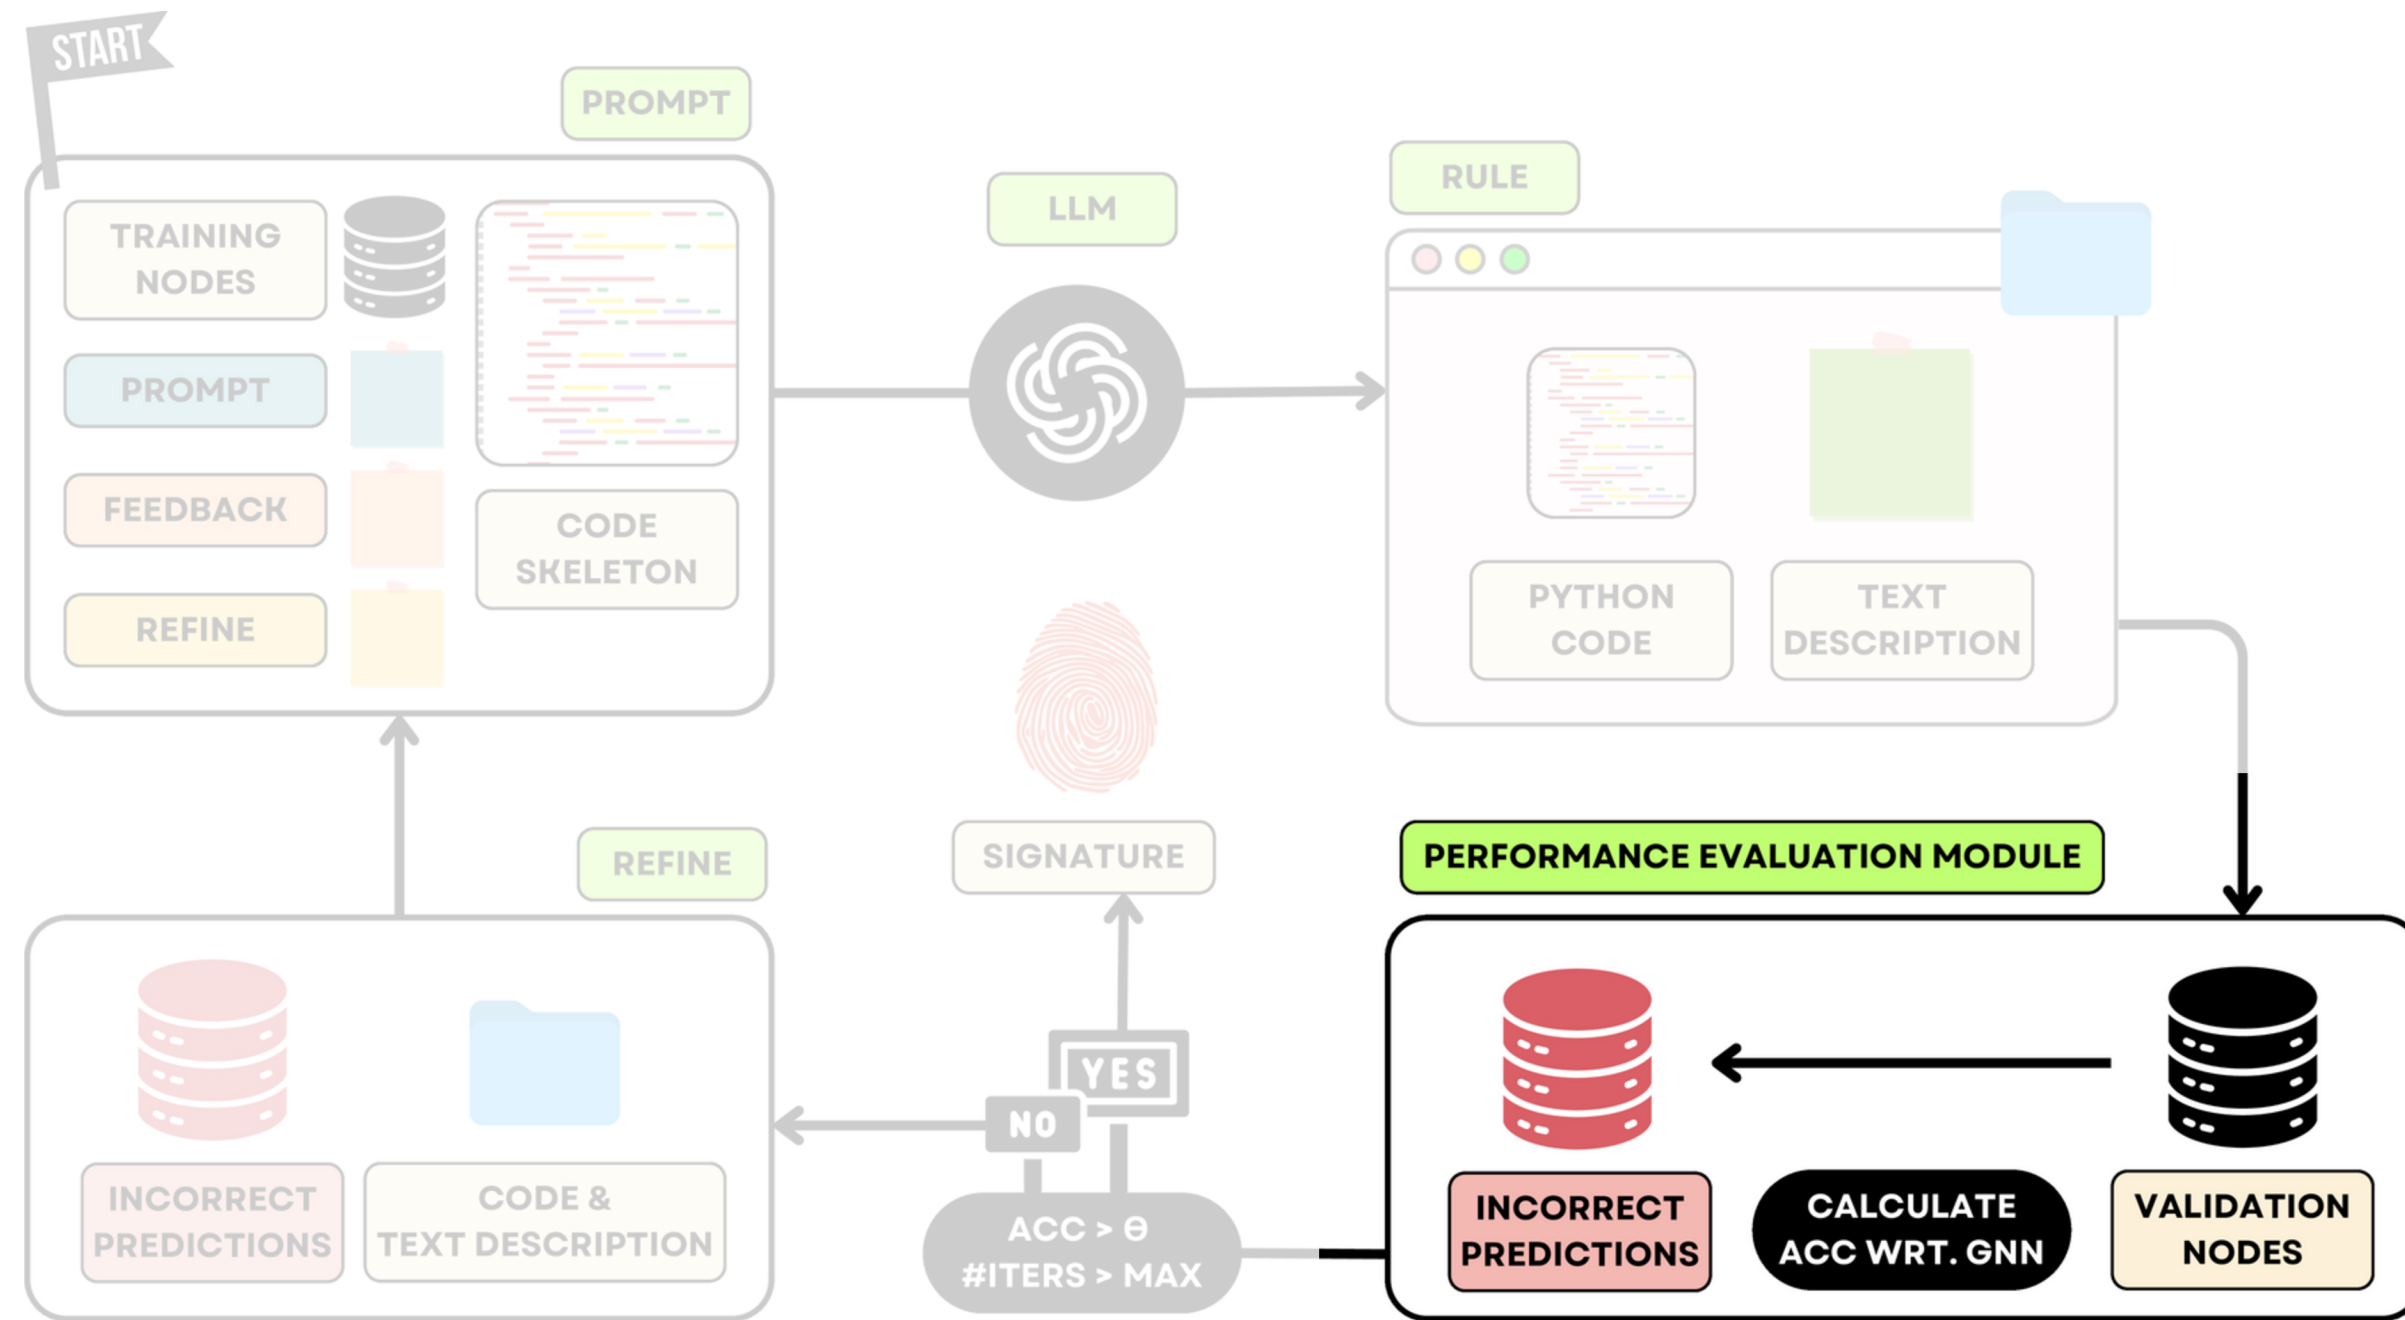 START
PROMPT
TRAINING
NODES
PROMPT
FEEDBACK
REFINE
CODE
SKELETON
LLM
RULE
PYTHON
CODE
TEXT
DESCRIPTION
PERFORMANCE EVALUATION MODULE
INCORRECT
PREDICTIONS
CALCULATE
ACC WRT. GNN
VALIDATION
NODES
SIGNATURE
YES
NO
ACC > Θ
#ITERS > MAX
REFINE
INCORRECT
PREDICTIONS
CODE &
TEXT DESCRIPTION